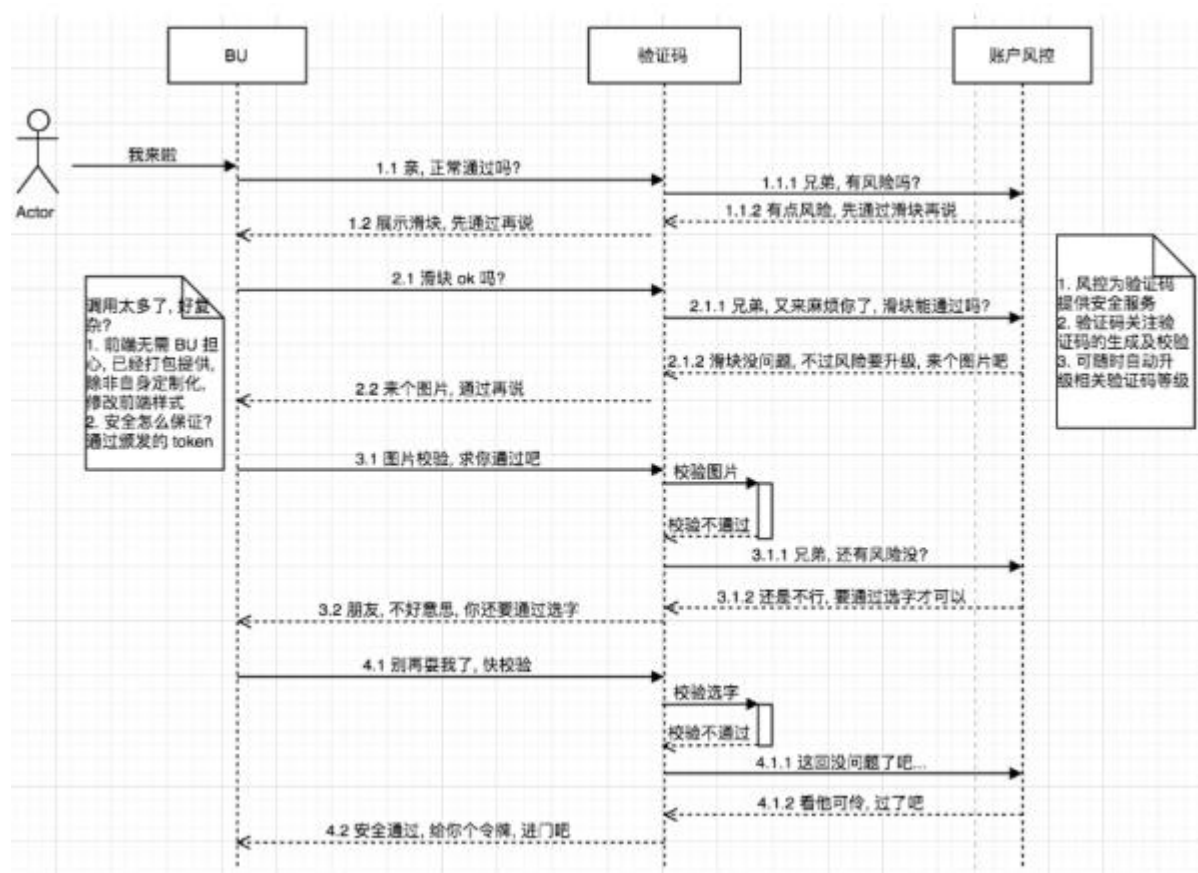 BU
验证码
账户风控
我来啦
Actor
1.1 亲, 正常通过吗?
1.1.1 兄弟, 有风险吗?
1.1.2 有点风险, 先通过滑块再说
1.2 展示滑块, 先通过再说
2.1 滑块 ok 吗?
2.1.1 兄弟, 又来麻烦你了, 滑块能通过吗?
2.1.2 滑块没问题, 不过风险要升级, 来个图片吧
2.2 来个图片, 通过再说
调用太多了, 好复
杂?
1. 前端无需 BU 担
心, 已经打包提供,
除非自身定制化,
修改前端样式
2. 安全怎么保证?
通过颁发的 token
1. 风控为验证码
提供安全服务
2. 验证码关注验
证码的生成及校验
3. 可随时自动升
级相关验证码等级
3.1 图片校验, 求你通过吧
校验图片
校验不通过
3.1.1 兄弟, 还有风险没?
3.1.2 还是不行, 要通过选字才可以
3.2 朋友, 不好意思, 你还要通过选字
4.1 别再耍我了, 快校验
校验选字
校验不通过
4.1.1 这回没问题了吧...
4.1.2 看他可怜, 过了吧
4.2 安全通过, 给你个令牌, 进门吧